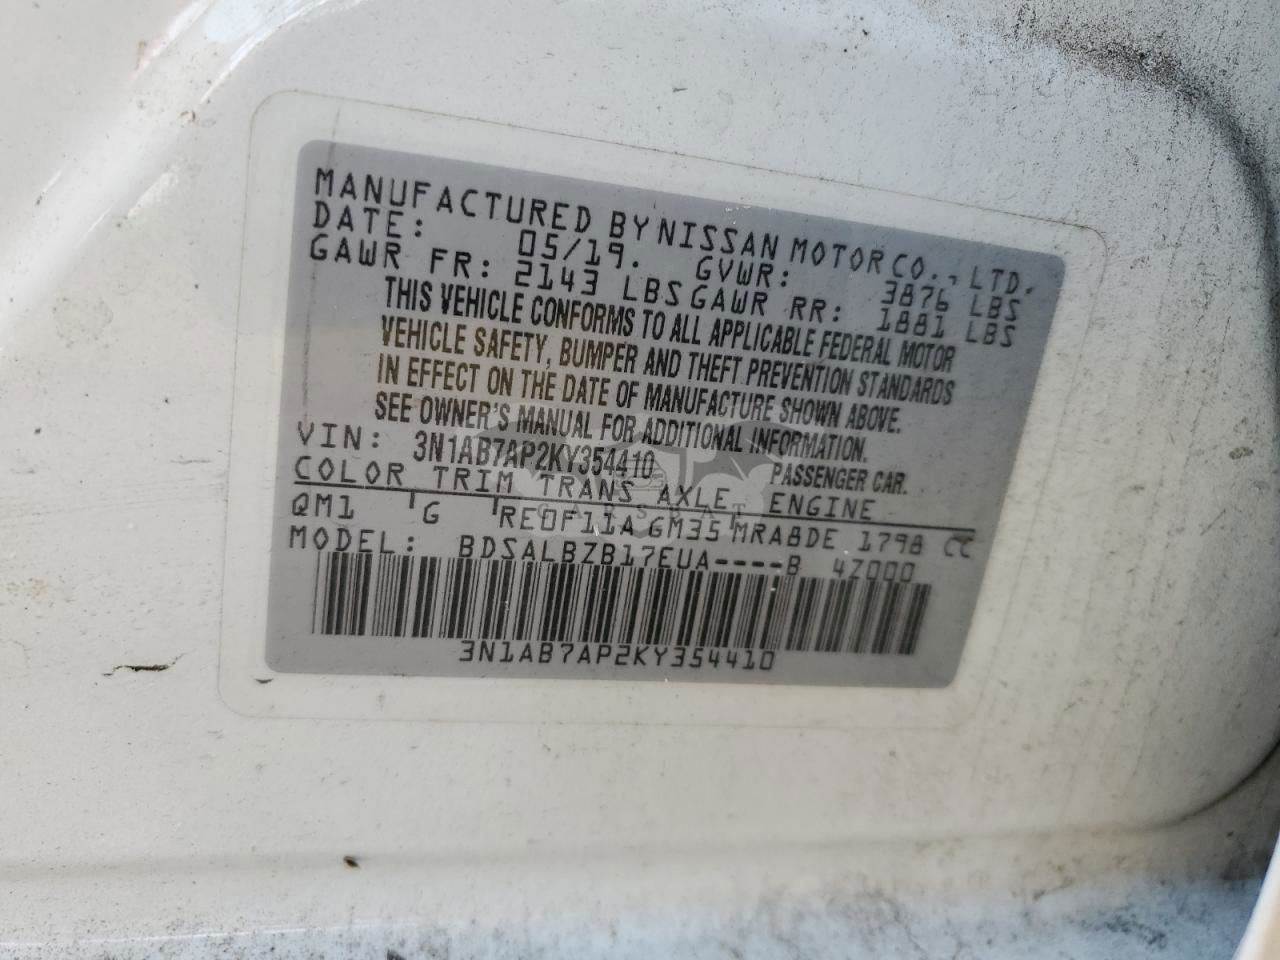 MANUFACTURED BY NISSAN MOTOR CO., LTD.
DATE: 05/19. GVWR: 3876 LBS
GAWR FR: 2143 LBS GAWR RR: 1881 LBS
THIS VEHICLE CONFORMS TO ALL APPLICABLE FEDERAL MOTOR
VEHICLE SAFETY, BUMPER AND THEFT PREVENTION STANDARDS
IN EFFECT ON THE DATE OF MANUFACTURE SHOWN ABOVE.
SEE OWNER'S MANUAL FOR ADDITIONAL INFORMATION.
VIN: 3N1AB7AP2KY354410 PASSENGER CAR.
COLOR TRIM TRANS AXLE ENGINE
QM1 G RE0F11A GM35 MRA8DE 1798 CC
MODEL: BDSALBZB17EUA----B 4Z000
3N1AB7AP2KY354410